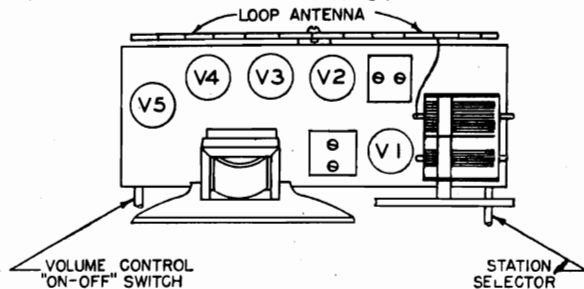 LOOP ANTENNA
V4
V3
V2
V5
V1
VOLUME CONTROL
"ON-OFF" SWITCH
STATION
SELECTOR